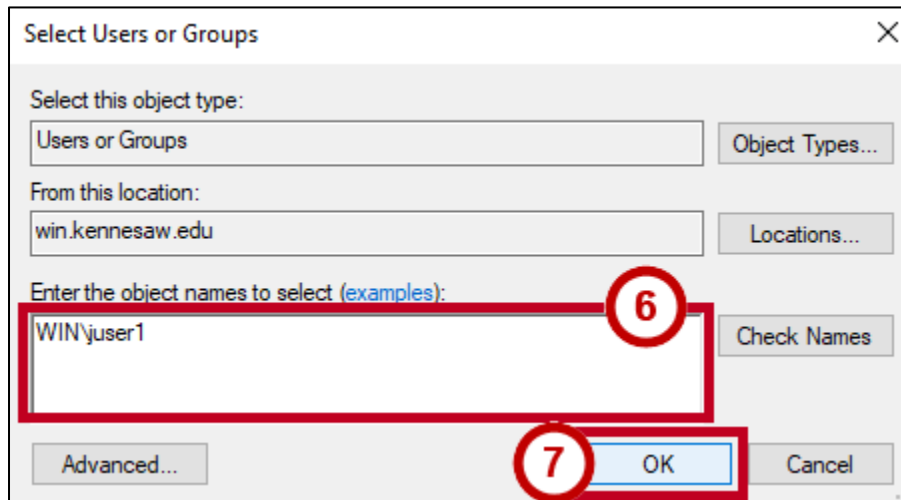 Select Users or Groups
Select this object type:
Users or Groups
Object Types...
From this location:
win.kennesaw.edu
Locations...
Enter the object names to select (examples):
6
WIN\juser1
Check Names
Advanced...
7
OK
Cancel